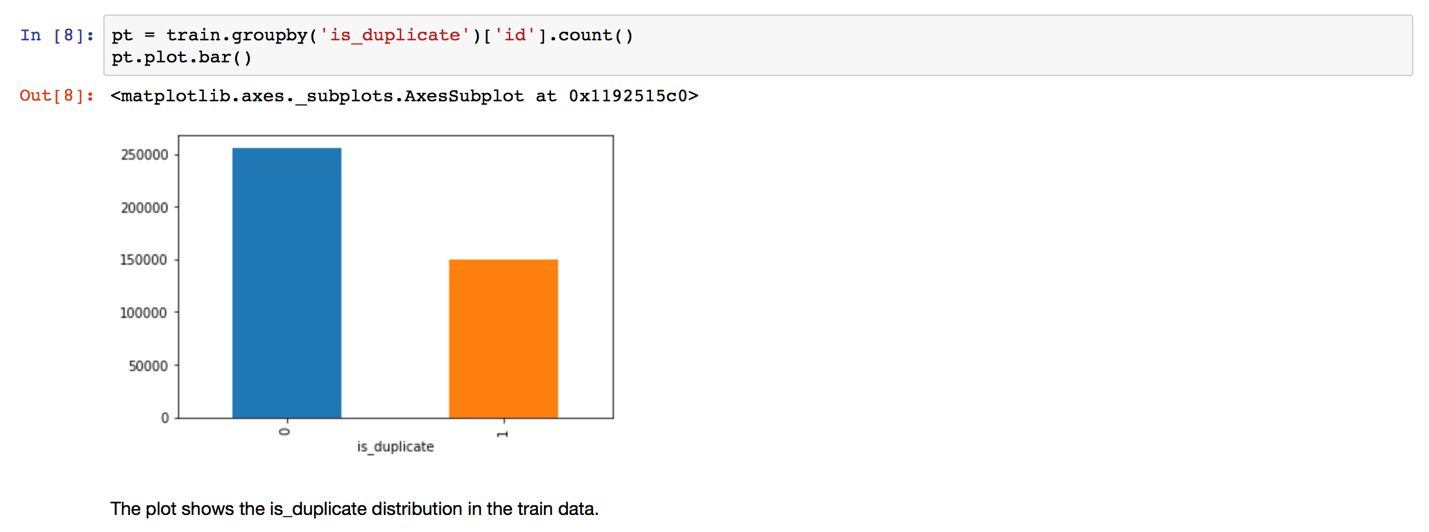 In [8]: pt = train.groupby('is_duplicate')['id'].count()
pt.plot.bar()
Out[8]: <matplotlib.axes._subplots.AxesSubplot at 0x1192515c0>
250000
200000
150000
100000
50000
0
0 1
is_duplicate
The plot shows the is_duplicate distribution in the train data.